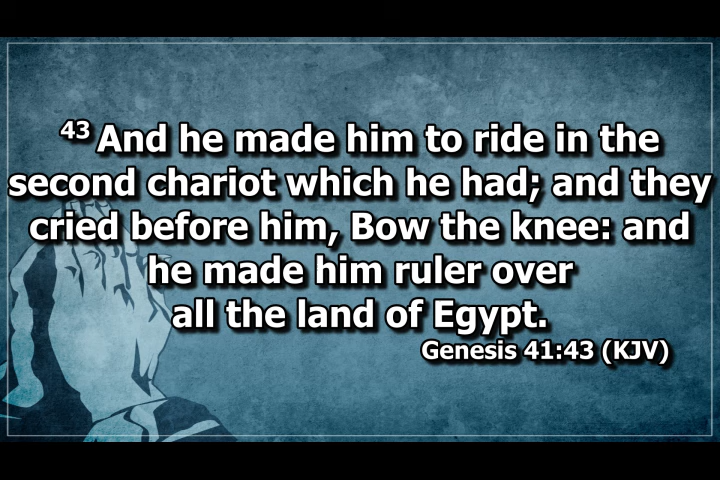 43 And he made him to ride in the
second chariot which he had; and they
cried before him, Bow the knee: and
he made him ruler over
all the land of Egypt.
Genesis 41:43 (KJV)